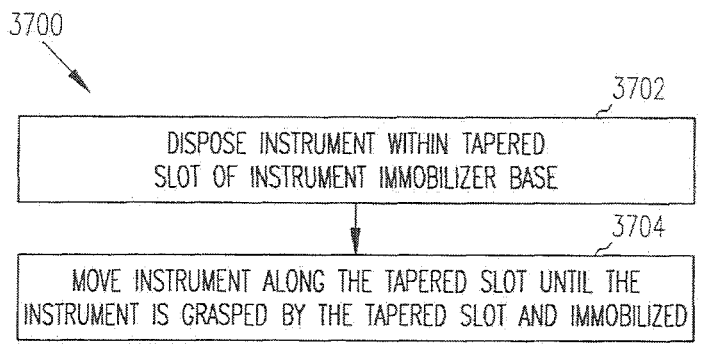 3700
3702
DISPOSE INSTRUMENT WITHIN TAPERED
SLOT OF INSTRUMENT IMMOBILIZER BASE
3704
MOVE INSTRUMENT ALONG THE TAPERED SLOT UNTIL THE
INSTRUMENT IS GRASPED BY THE TAPERED SLOT AND IMMOBILIZED